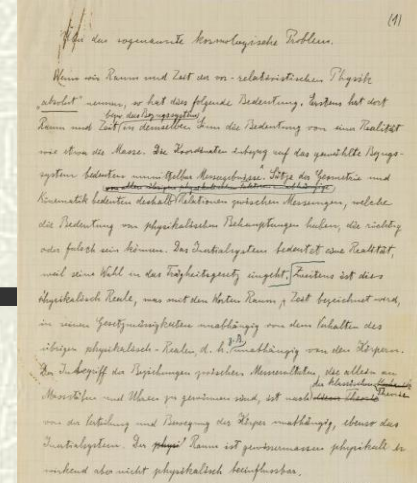 (1)
Über das sogenannte kosmologische Problem.
Wenn wir Raum und Zeit der vor-relativistischen Physik
„absolut" nennen, so hat dies folgende Bedeutung. Erstens hat dort
bezw. das Bezugssystem
Raum und Zeit in demselben Sinn die Bedeutung von einer Realität
wie etwa die Masse. Die Koordinaten inbezug auf das gewählte Bezugs-
system bedeuten unmittelbar Messergebnisse. Sätze der Geometrie und
Kinematik bedeuten deshalb Relationen zwischen Messungen, welche
die Bedeutung von physikalischen Behauptungen haben, die richtig
oder falsch sein können. Das Inertialsystem bedeutet eine Realität,
weil seine Wahl in das Trägheitsgesetz eingeht. Zweitens ist dies
physikalisch Reale, was mit den Worten Raum, Zeit bezeichnet wird,
in seinen Gesetzmässigkeiten unabhängig von dem Verhalten des
übrigen physikalisch-Realen, d. h. z.B. unabhängig von den Körpern.
Der Inbegriff der Beziehungen zwischen Messresultaten, die allein an
der klassischen Theorie
Massstäben und Uhren zu gewinnen sind, ist nach
von der Verteilung und Bewegung der Körper unabhängig, ebenso das
Inertialsystem. Der Raum ist gewissermassen physikalisch
wirkend aber nicht physikalisch beeinflussbar.